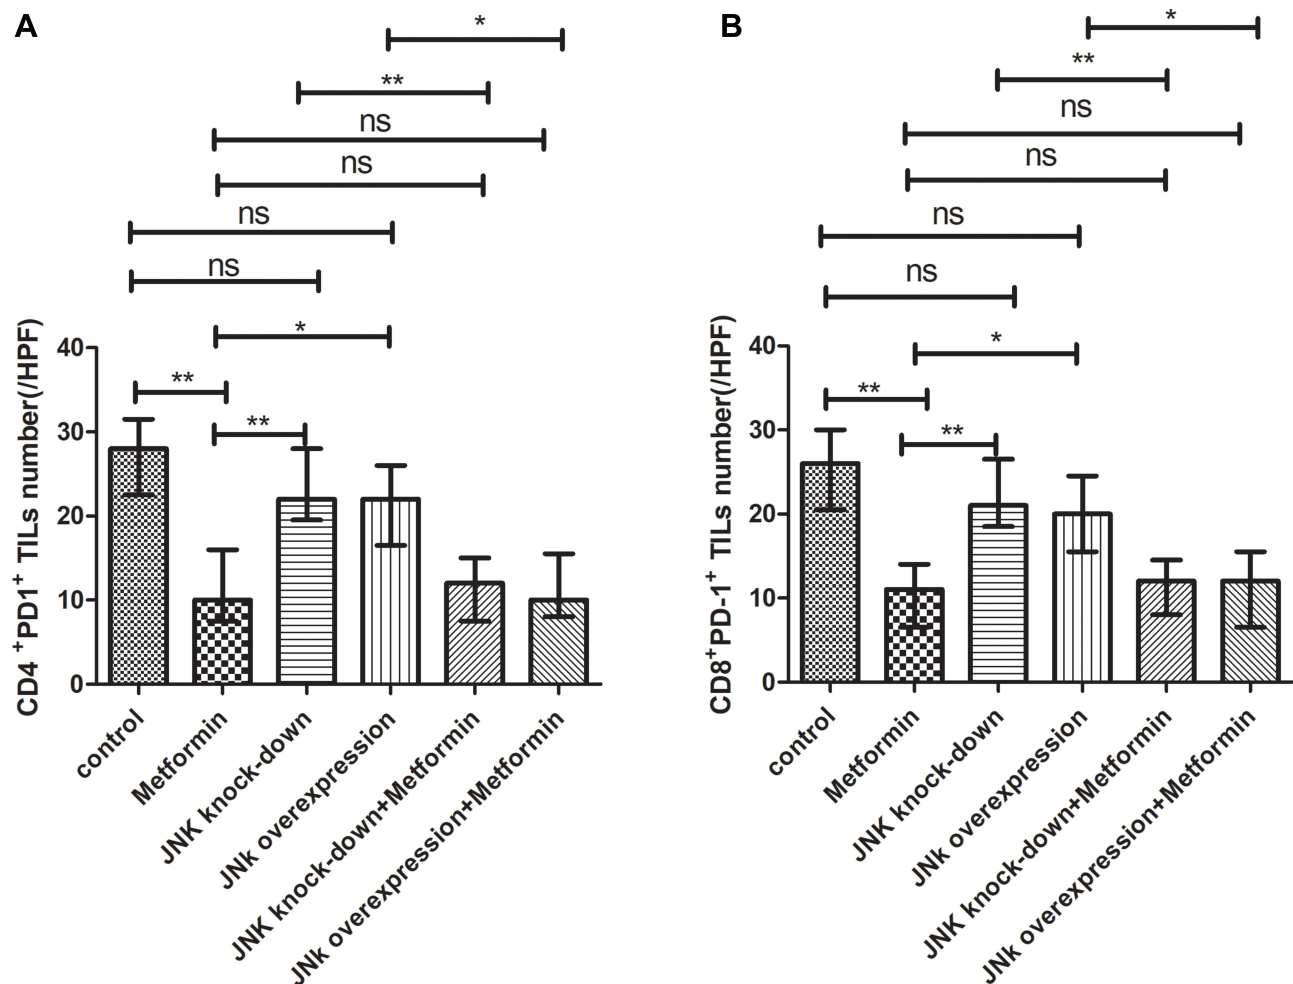 A
*
**
ns
ns
ns
ns
*
**
**
CD4 +PD1+ TILs number(/HPF)
40
30
20
10
0
control
Metformin
JNK knock-down
JNk overexpression
JNK knock-down+Metformin
JNk overexpression+Metformin
B
*
**
ns
ns
ns
ns
*
**
**
CD8+PD-1+ TILs number(/HPF)
40
30
20
10
0
control
Metformin
JNK knock-down
JNk overexpression
JNK knock-down+Metformin
JNk overexpression+Metformin